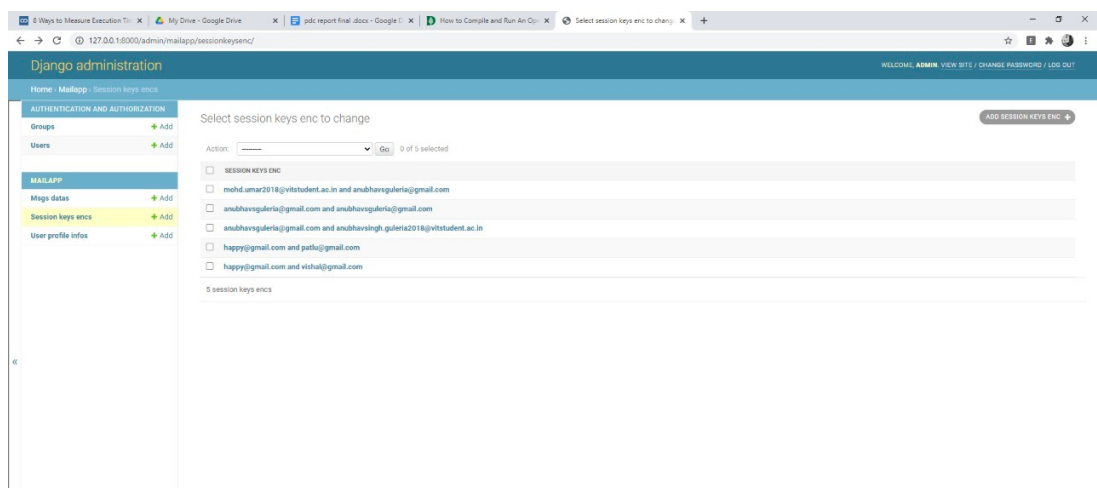 8 Ways to Measure Execution Tim
My Drive - Google Drive
pdc report final .docx - Google D
How to Compile and Run An Ope
Select session keys enc to chang
127.0.0.1:8000/admin/mailapp/sessionkeysenc/
Django administration
WELCOME, ADMIN. VIEW SITE / CHANGE PASSWORD / LOG OUT
Home › Mailapp › Session keys encs
AUTHENTICATION AND AUTHORIZATION
Groups + Add
Users + Add
MAILAPP
Msgs datas + Add
Session keys encs + Add
User profile infos + Add
«
Select session keys enc to change
ADD SESSION KEYS ENC +
Action: --------- Go 0 of 5 selected
SESSION KEYS ENC
mohd.umar2018@vitstudent.ac.in and anubhavsguleria@gmail.com
anubhavsguleria@gmail.com and anubhavsguleria@gmail.com
anubhavsguleria@gmail.com and anubhavsingh.guleria2018@vitstudent.ac.in
happy@gmail.com and patlu@gmail.com
happy@gmail.com and vishal@gmail.com
5 session keys encs